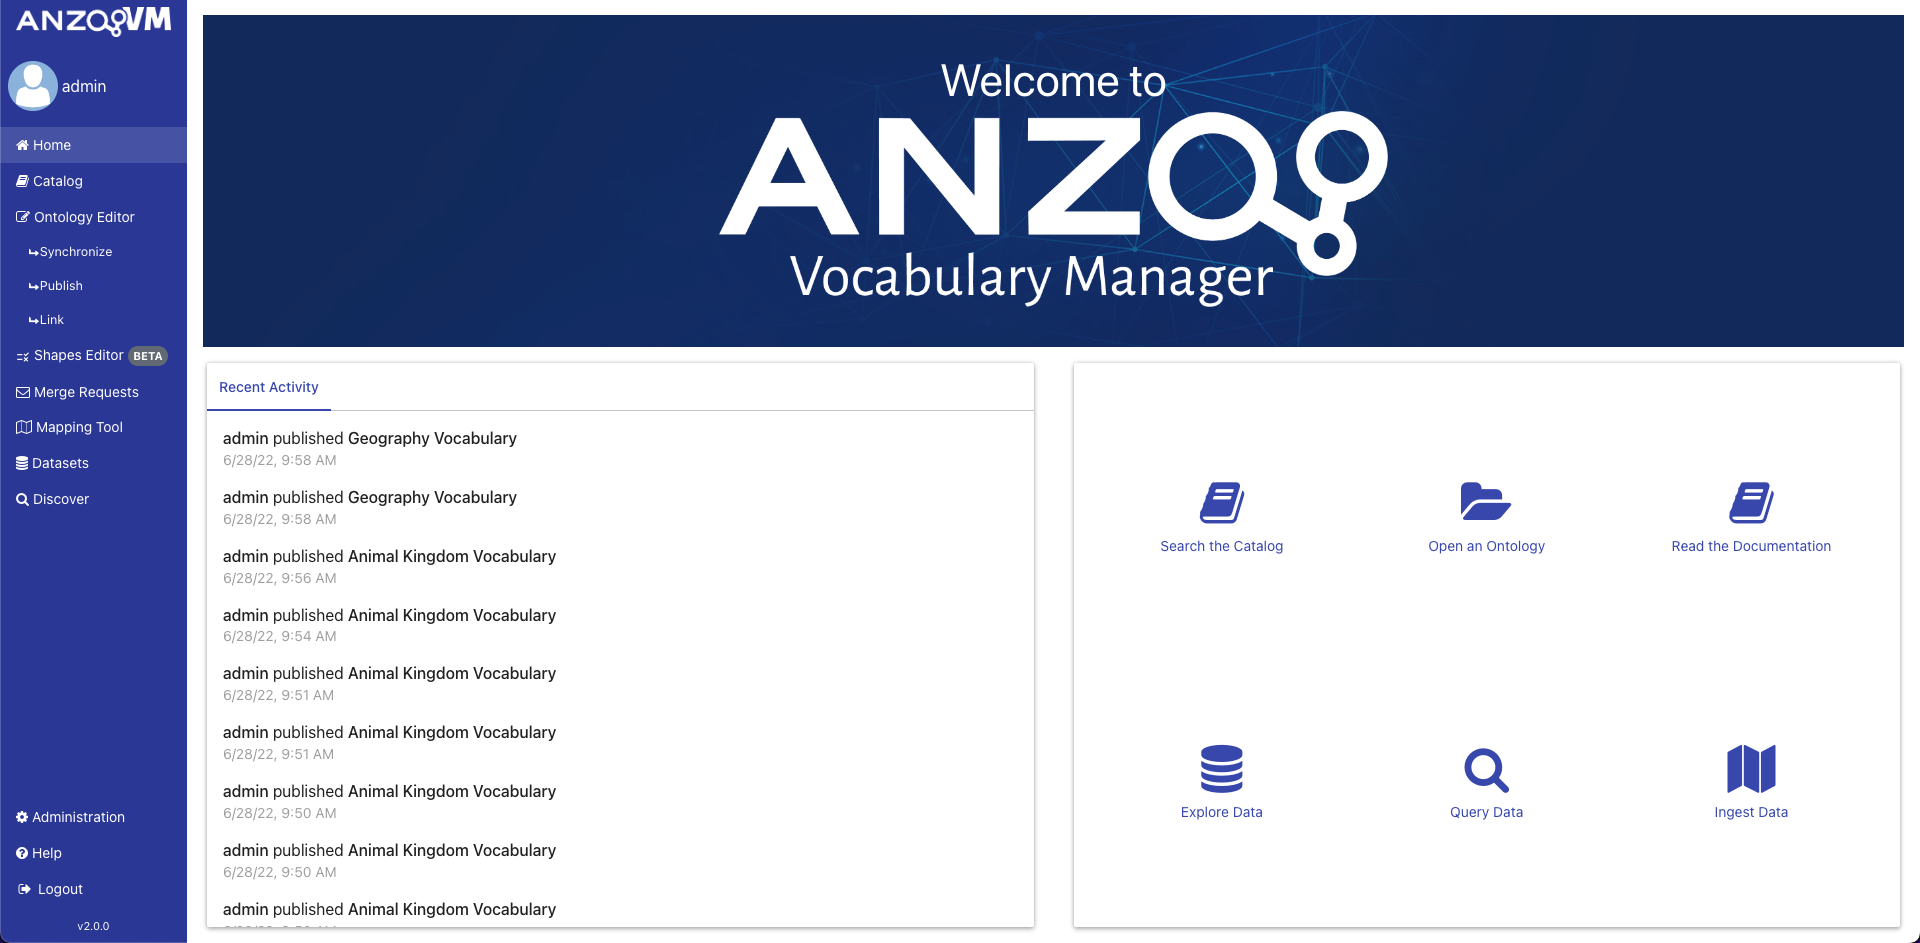 ANZO VM
admin
Home
Catalog
Ontology Editor
Synchronize
Publish
Link
Shapes Editor BETA
Merge Requests
Mapping Tool
Datasets
Discover
Administration
Help
Logout
v2.0.0
Welcome to
ANZO
Vocabulary Manager
Recent Activity
admin published Geography Vocabulary
6/28/22, 9:58 AM
admin published Geography Vocabulary
6/28/22, 9:58 AM
admin published Animal Kingdom Vocabulary
6/28/22, 9:56 AM
admin published Animal Kingdom Vocabulary
6/28/22, 9:54 AM
admin published Animal Kingdom Vocabulary
6/28/22, 9:51 AM
admin published Animal Kingdom Vocabulary
6/28/22, 9:51 AM
admin published Animal Kingdom Vocabulary
6/28/22, 9:50 AM
admin published Animal Kingdom Vocabulary
6/28/22, 9:50 AM
admin published Animal Kingdom Vocabulary
Search the Catalog
Open an Ontology
Read the Documentation
Explore Data
Query Data
Ingest Data